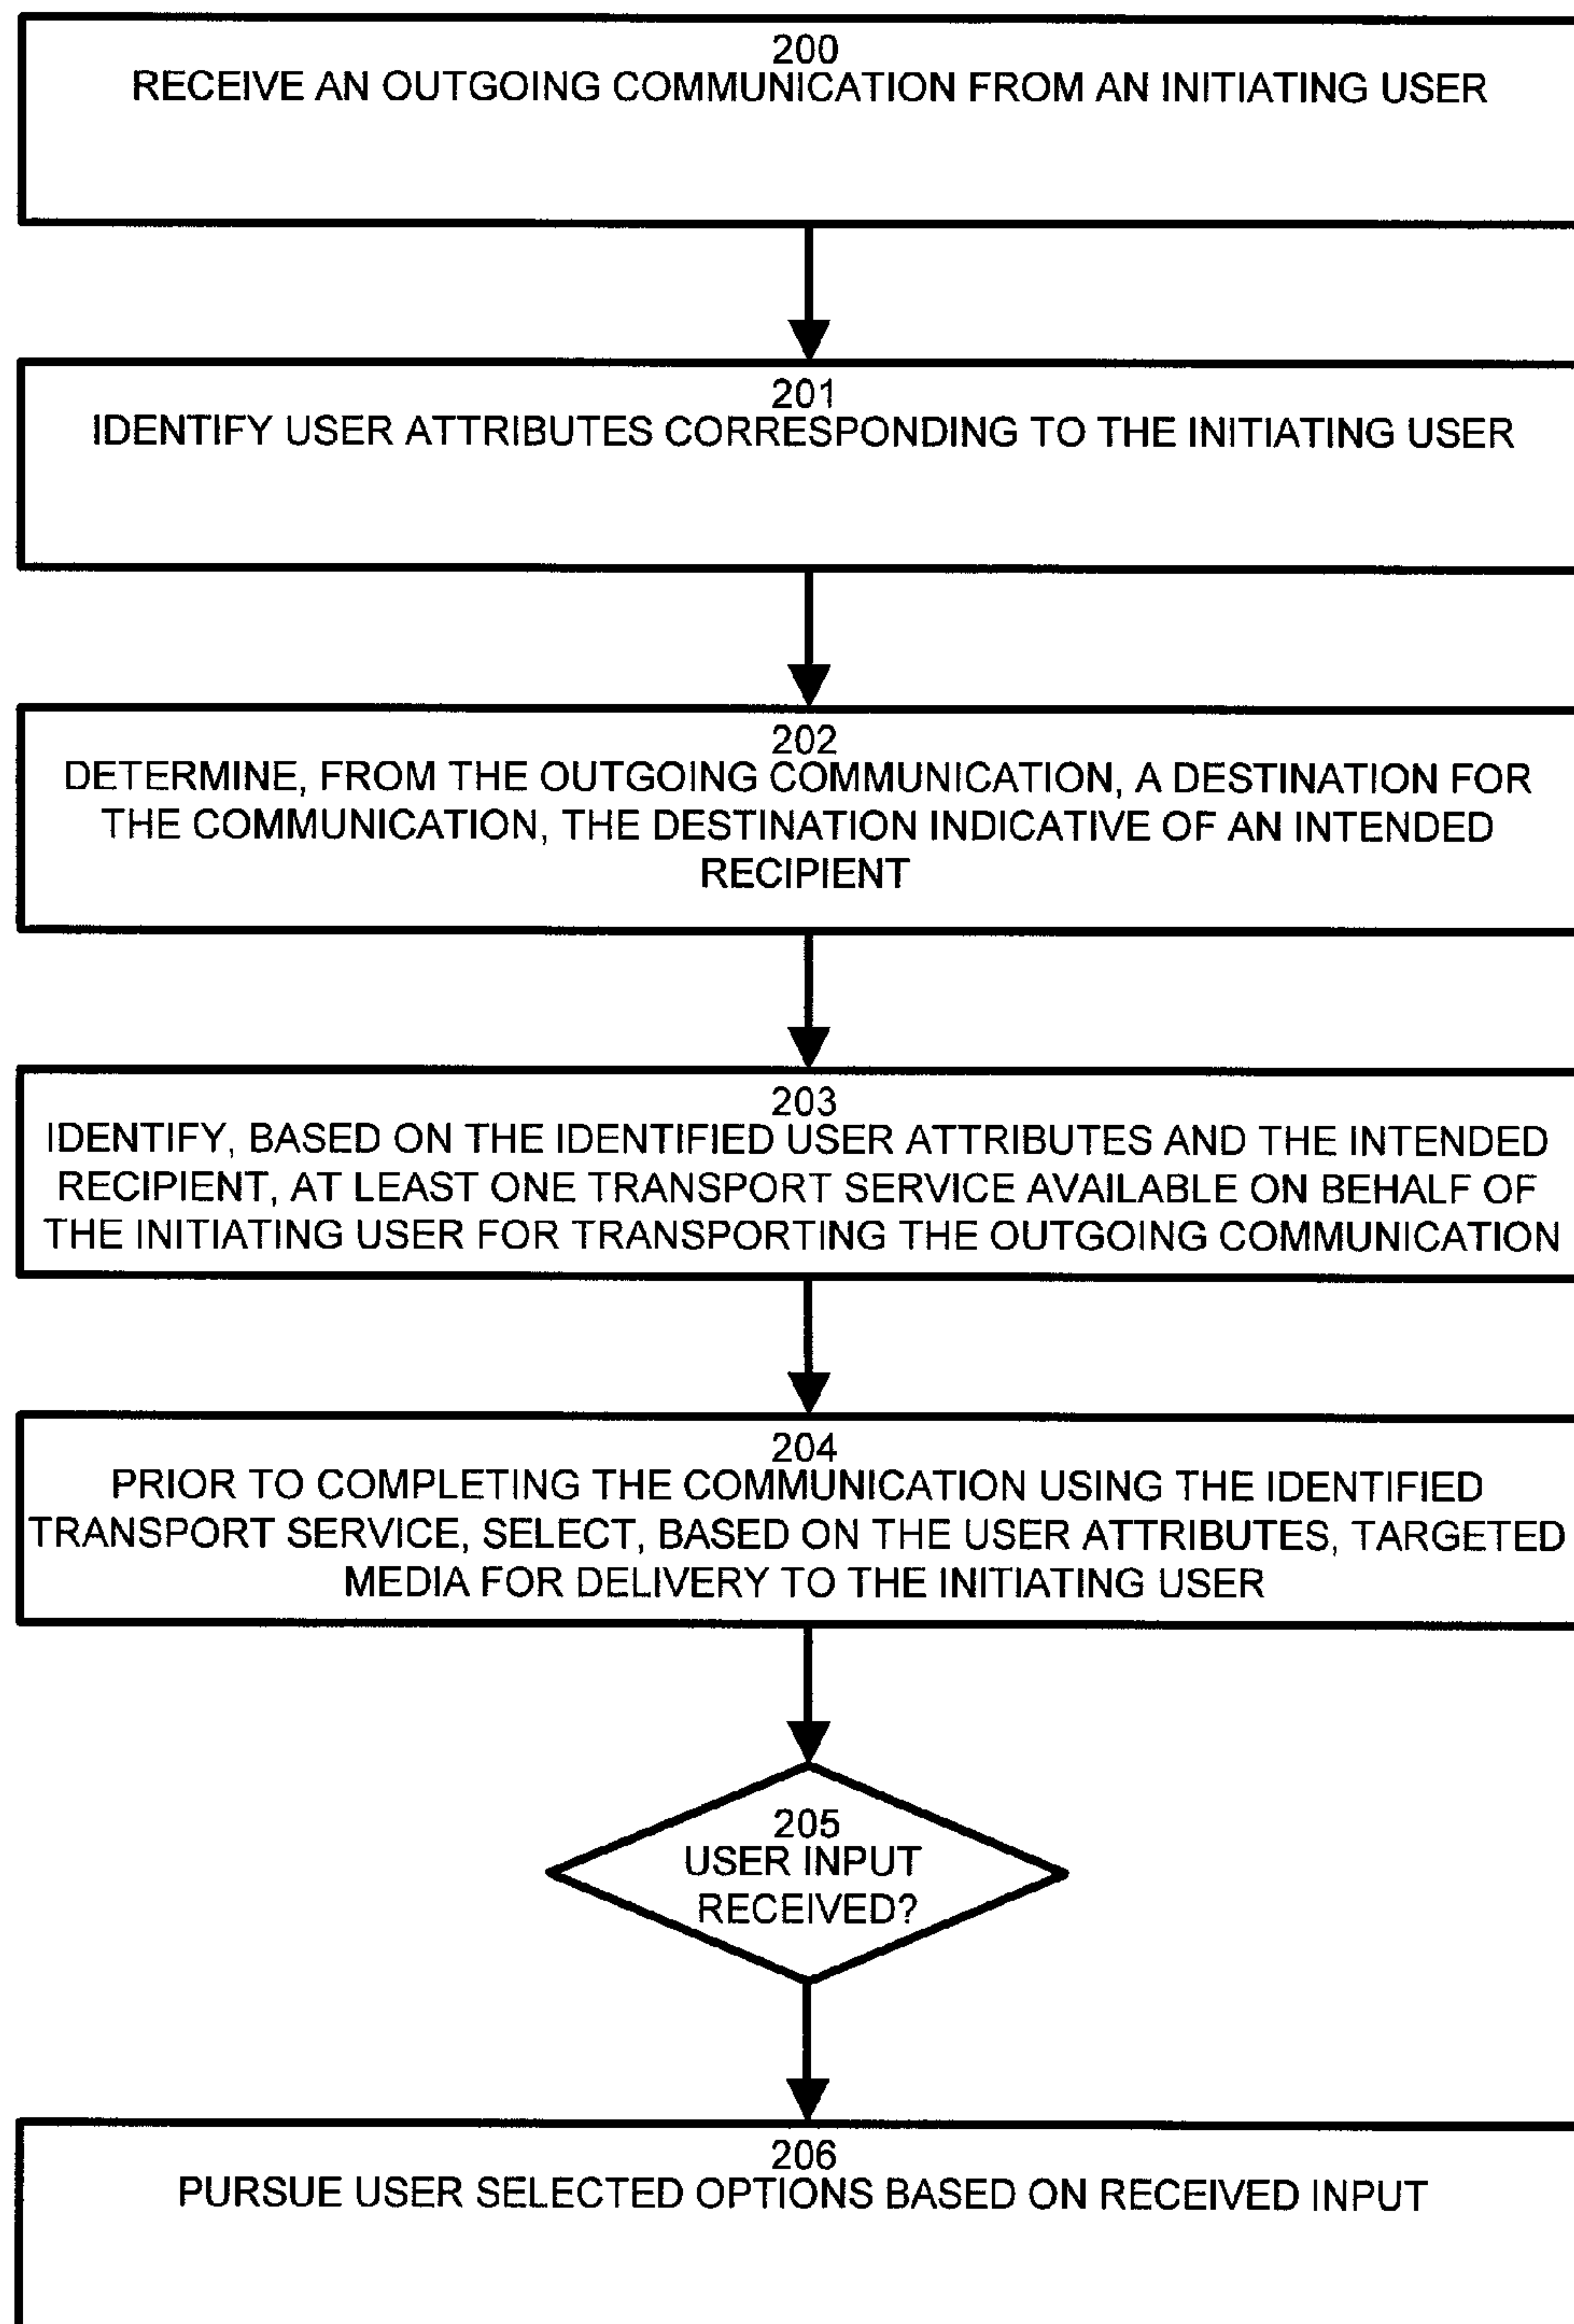 200
RECEIVE AN OUTGOING COMMUNICATION FROM AN INITIATING USER
201
IDENTIFY USER ATTRIBUTES CORRESPONDING TO THE INITIATING USER
202
DETERMINE, FROM THE OUTGOING COMMUNICATION, A DESTINATION FOR
THE COMMUNICATION, THE DESTINATION INDICATIVE OF AN INTENDED
RECIPIENT
203
IDENTIFY, BASED ON THE IDENTIFIED USER ATTRIBUTES AND THE INTENDED
RECIPIENT, AT LEAST ONE TRANSPORT SERVICE AVAILABLE ON BEHALF OF
THE INITIATING USER FOR TRANSPORTING THE OUTGOING COMMUNICATION
204
PRIOR TO COMPLETING THE COMMUNICATION USING THE IDENTIFIED
TRANSPORT SERVICE, SELECT, BASED ON THE USER ATTRIBUTES, TARGETED
MEDIA FOR DELIVERY TO THE INITIATING USER
205
USER INPUT
RECEIVED?
206
PURSUE USER SELECTED OPTIONS BASED ON RECEIVED INPUT